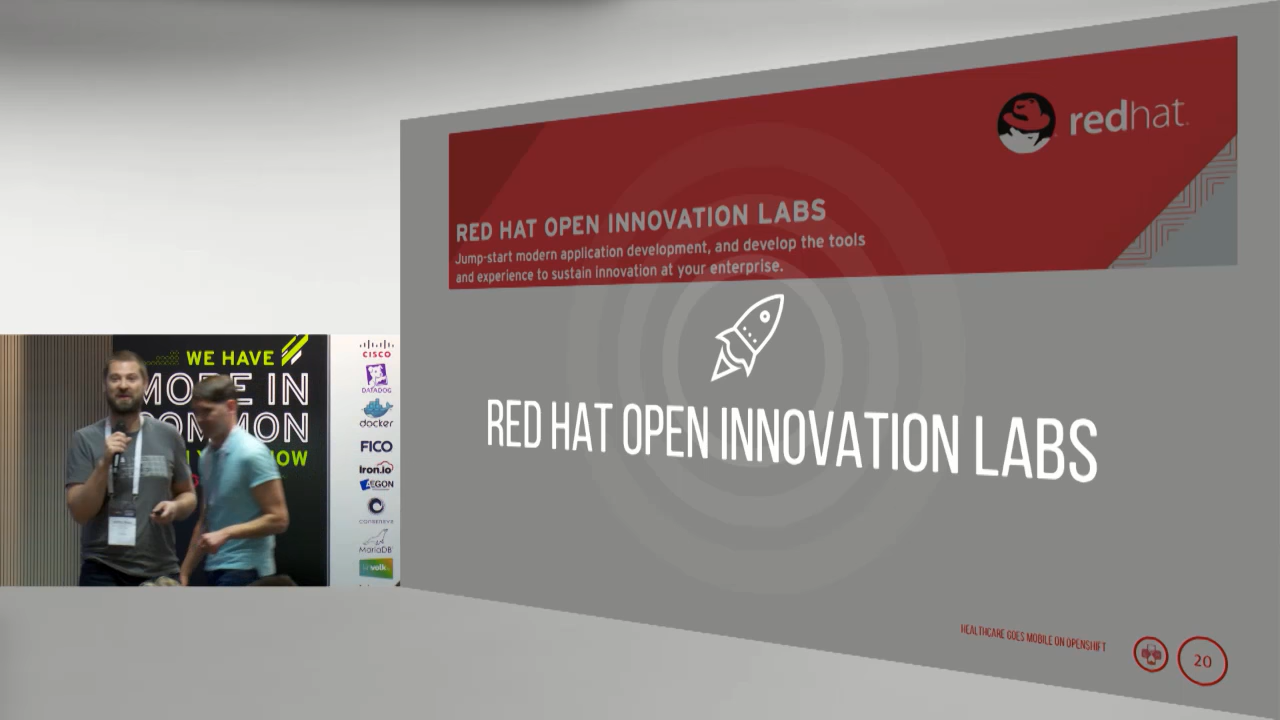 redhat.
RED HAT OPEN INNOVATION LABS
Jump-start modern application development, and develop the tools
and experience to sustain innovation at your enterprise.
RED HAT OPEN INNOVATION LABS
HEALTHCARE GOES MOBILE ON OPENSHIFT
20
WE HAVE
MORE IN
COMMON
OW
CISCO
DATADOG
docker
FICO
Iron.io
AEGON
MariaDB